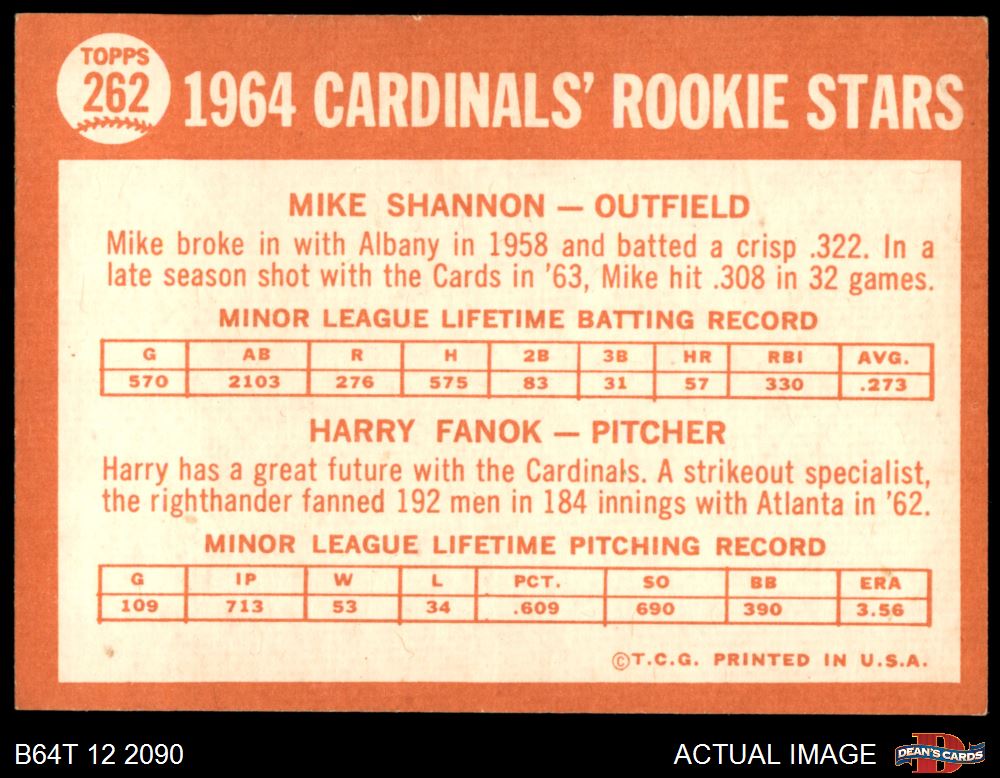 TOPPS
262
1964 CARDINALS' ROOKIE STARS
MIKE SHANNON — OUTFIELD
Mike broke in with Albany in 1958 and batted a crisp .322. In a
late season shot with the Cards in '63, Mike hit .308 in 32 games.
MINOR LEAGUE LIFETIME BATTING RECORD
G AB R H 2B 3B HR RBI AVG.
570 2103 276 575 83 31 57 330 .273
HARRY FANOK — PITCHER
Harry has a great future with the Cardinals. A strikeout specialist,
the righthander fanned 192 men in 184 innings with Atlanta in '62.
MINOR LEAGUE LIFETIME PITCHING RECORD
G IP W L PCT. SO BB ERA
109 713 53 34 .609 690 390 3.56
©T.C.G. PRINTED IN U.S.A.
B64T 12 2090
ACTUAL IMAGE
DEAN'S CARDS